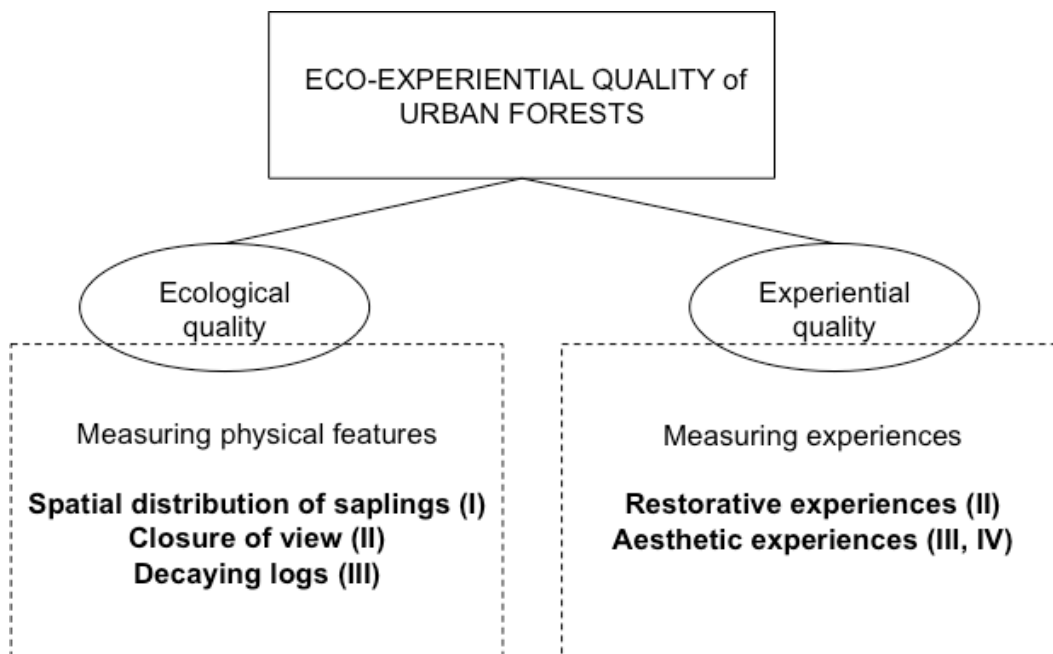 ECO-EXPERIENTIAL QUALITY of
URBAN FORESTS
Ecological
quality
Experiential
quality
Measuring physical features
Spatial distribution of saplings (I)
Closure of view (II)
Decaying logs (III)
Measuring experiences
Restorative experiences (II)
Aesthetic experiences (III, IV)